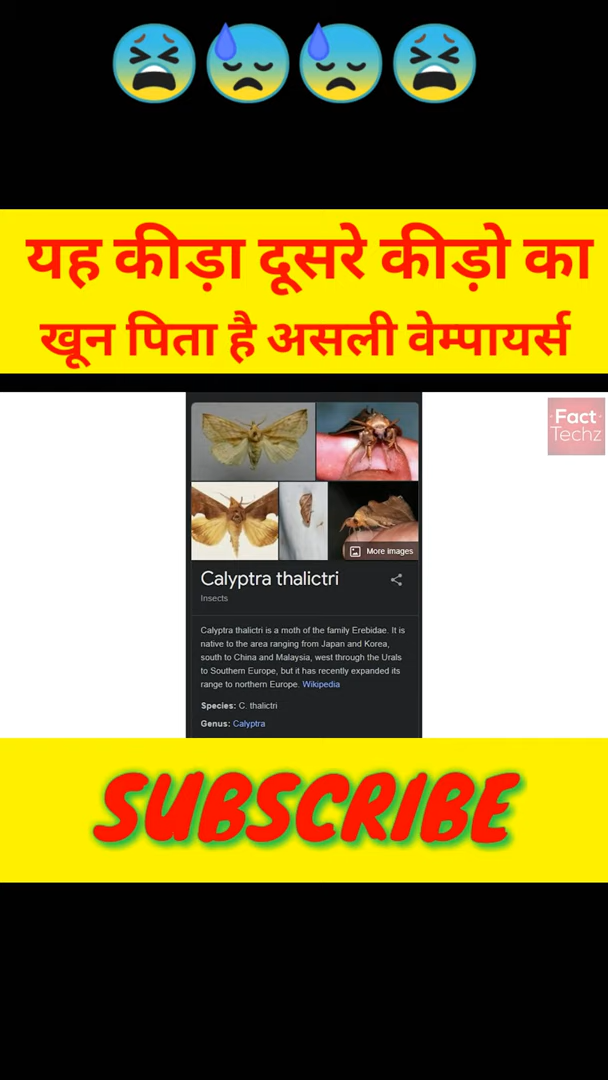 यह कीड़ा दूसरे कीड़ो का
खून पिता है असली वेम्पायर्स
Fact
Techz
More images
Calyptra thalictri
Insects
Calyptra thalictri is a moth of the family Erebidae. It is
native to the area ranging from Japan and Korea,
south to China and Malaysia, west through the Urals
to Southern Europe, but it has recently expanded its
range to northern Europe. Wikipedia
Species: C. thalictri
Genus: Calyptra
SUBSCRIBE